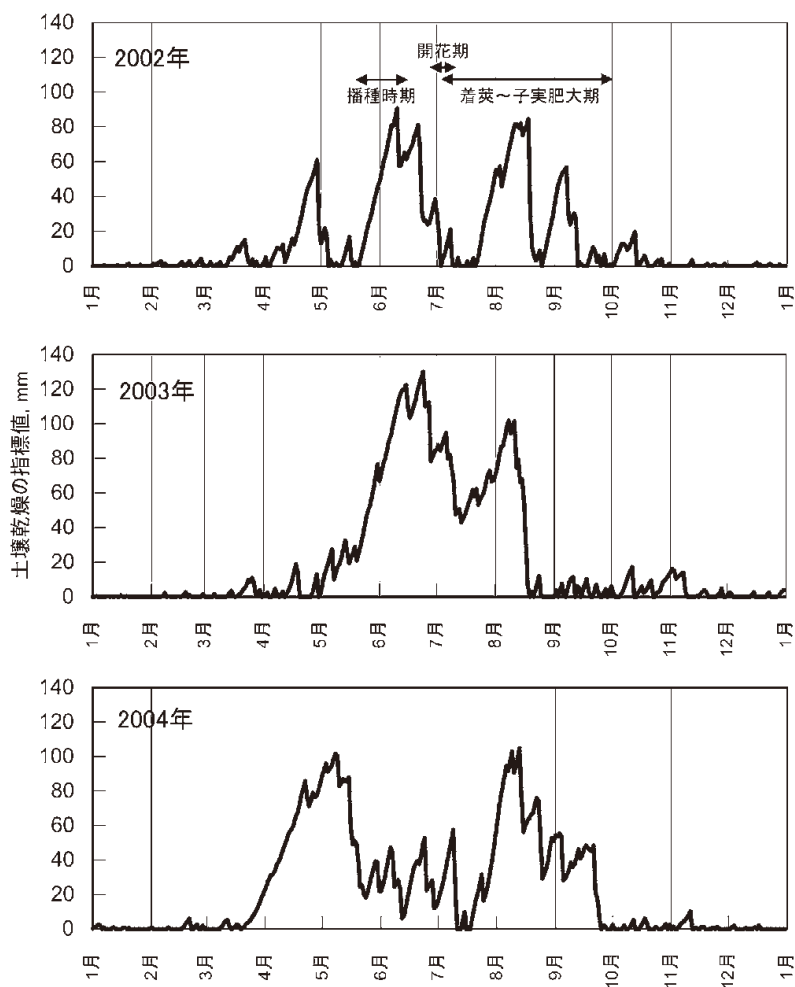 140
120
100
80
60
40
20
0
2002年
開花期
播種時期
着莢～子実肥大期
1月
2月
3月
4月
5月
6月
7月
8月
9月
10月
11月
12月
1月
土壌乾燥の指標値, mm
140
120
100
80
60
40
20
0
2003年
1月
2月
3月
4月
5月
6月
7月
8月
9月
10月
11月
12月
1月
140
120
100
80
60
40
20
0
2004年
1月
2月
3月
4月
5月
6月
7月
8月
9月
10月
11月
12月
1月